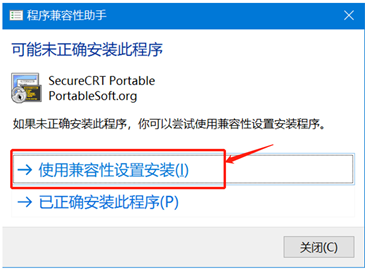 程序兼容性助手
可能未正确安装此程序
SecureCRT Portable
PortableSoft.org
如果未正确安装此程序，你可以尝试使用兼容性设置安装程序。
使用兼容性设置安装(I)
已正确安装此程序(P)
关闭(C)